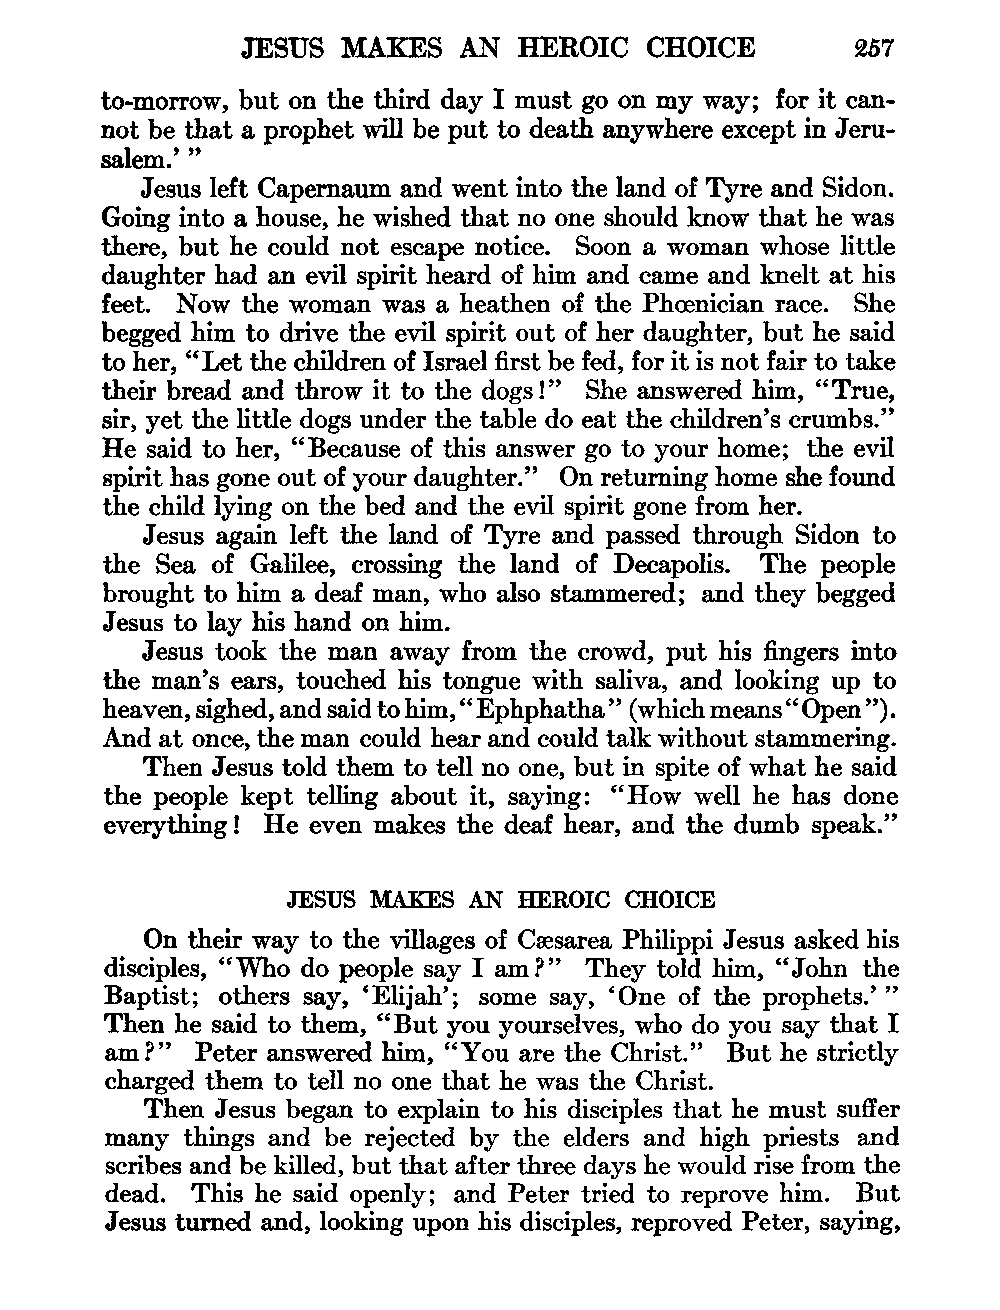 JESUS MAKES AN HEROIC CHOICE 257
to-morrow, but on the third day I must go on my way; for it can-
not be that a prophet will be put to death anywhere except in Jeru-
salem.' "
Jesus left Capernaum and went into the land of Tyre and Sidon.
Going into a house, he wished that no one should know that he was
there, but he could not escape notice. Soon a woman whose little
daughter had an evil spirit heard of him and came and knelt at his
feet. Now the woman was a heathen of the Phœnician race. She
begged him to drive the evil spirit out of her daughter, but he said
to her, "Let the children of Israel first be fed, for it is not fair to take
their bread and throw it to the dogs!" She answered him, "True,
sir, yet the little dogs under the table do eat the children's crumbs."
He said to her, "Because of this answer go to your home; the evil
spirit has gone out of your daughter." On returning home she found
the child lying on the bed and the evil spirit gone from her.
Jesus again left the land of Tyre and passed through Sidon to
the Sea of Galilee, crossing the land of Decapolis. The people
brought to him a deaf man, who also stammered; and they begged
Jesus to lay his hand on him.
Jesus took the man away from the crowd, put his fingers into
the man's ears, touched his tongue with saliva, and looking up to
heaven, sighed, and said to him, "Ephphatha" (which means "Open").
And at once, the man could hear and could talk without stammering.
Then Jesus told them to tell no one, but in spite of what he said
the people kept telling about it, saying: "How well he has done
everything! He even makes the deaf hear, and the dumb speak."
JESUS MAKES AN HEROIC CHOICE
On their way to the villages of Cæsarea Philippi Jesus asked his
disciples, "Who do people say I am?" They told him, "John the
Baptist; others say, 'Elijah'; some say, 'One of the prophets.' "
Then he said to them, "But you yourselves, who do you say that I
am?" Peter answered him, "You are the Christ." But he strictly
charged them to tell no one that he was the Christ.
Then Jesus began to explain to his disciples that he must suffer
many things and be rejected by the elders and high priests and
scribes and be killed, but that after three days he would rise from the
dead. This he said openly; and Peter tried to reprove him. But
Jesus turned and, looking upon his disciples, reproved Peter, saying,